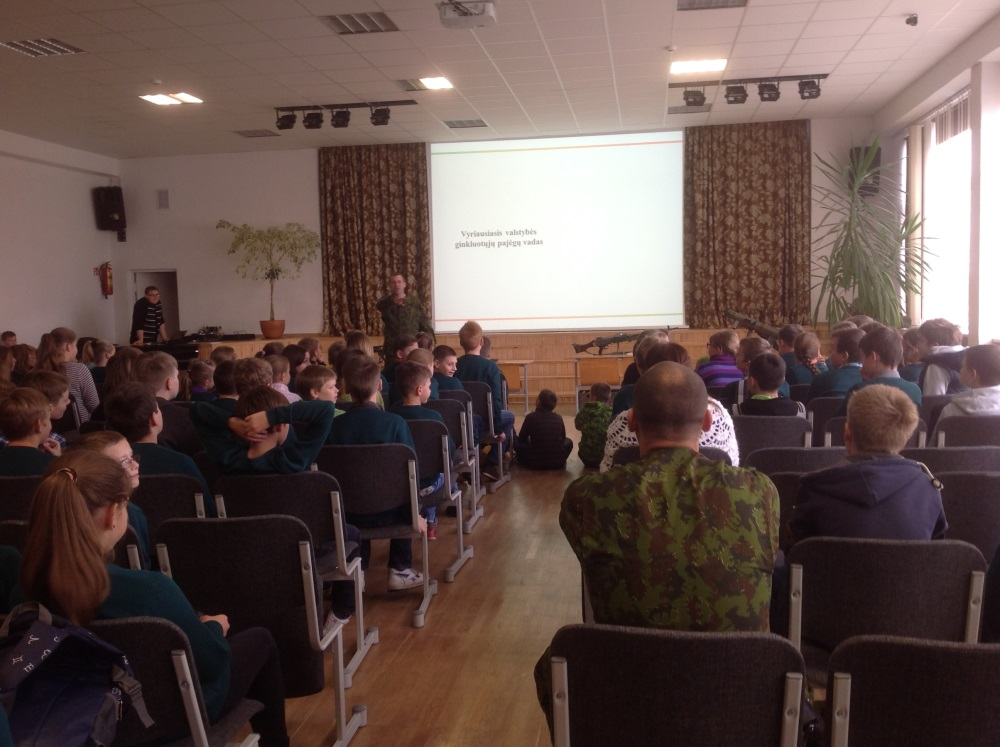 Vyriausiasis valstybės
ginkluotųjų pajėgų vadas